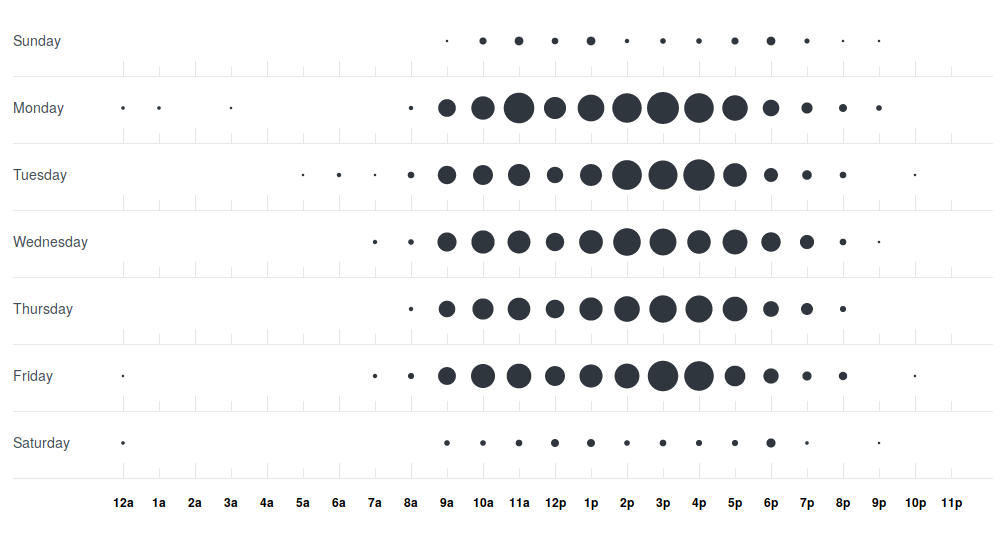 Sunday
Monday
Tuesday
Wednesday
Thursday
Friday
Saturday
12a 1a 2a 3a 4a 5a 6a 7a 8a 9a 10a 11a 12p 1p 2p 3p 4p 5p 6p 7p 8p 9p 10p 11p